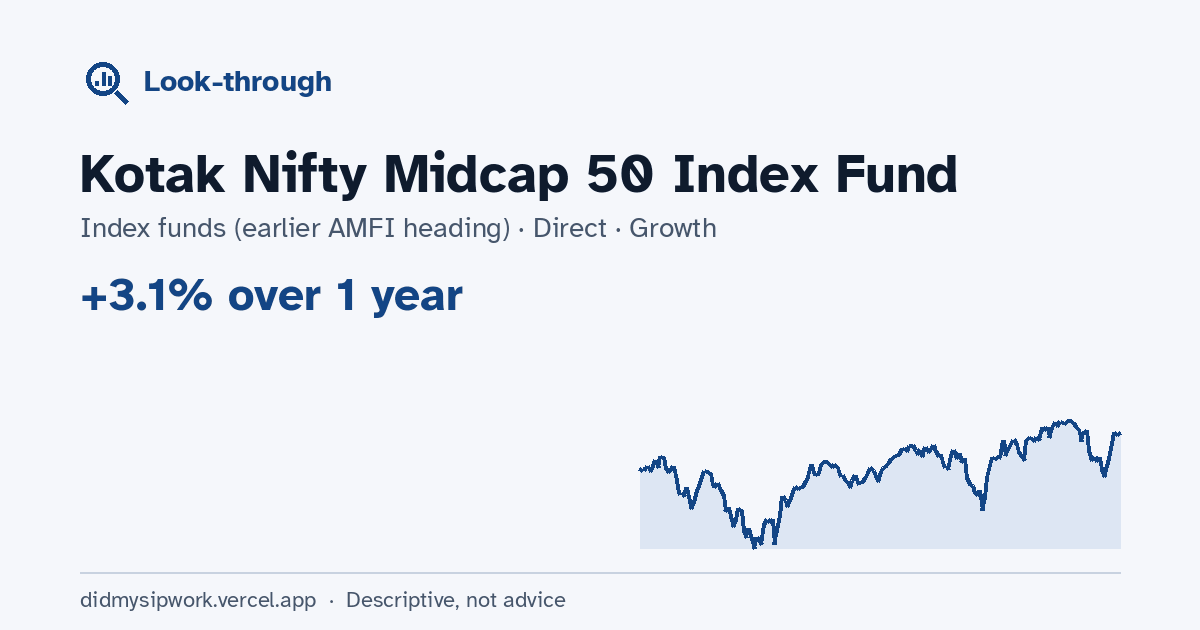 Look-through
Kotak Nifty Midcap 50 Index Fund
Index funds (earlier AMFI heading) · Direct · Growth
+3.1% over 1 year
didmysipwork.vercel.app · Descriptive, not advice